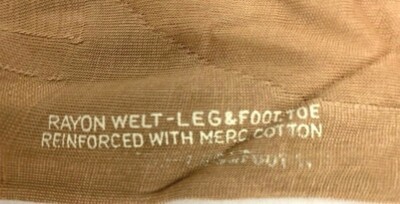 RAYON WELT-LEG&FOOT TOE
REINFORCED WITH MERC COTTON